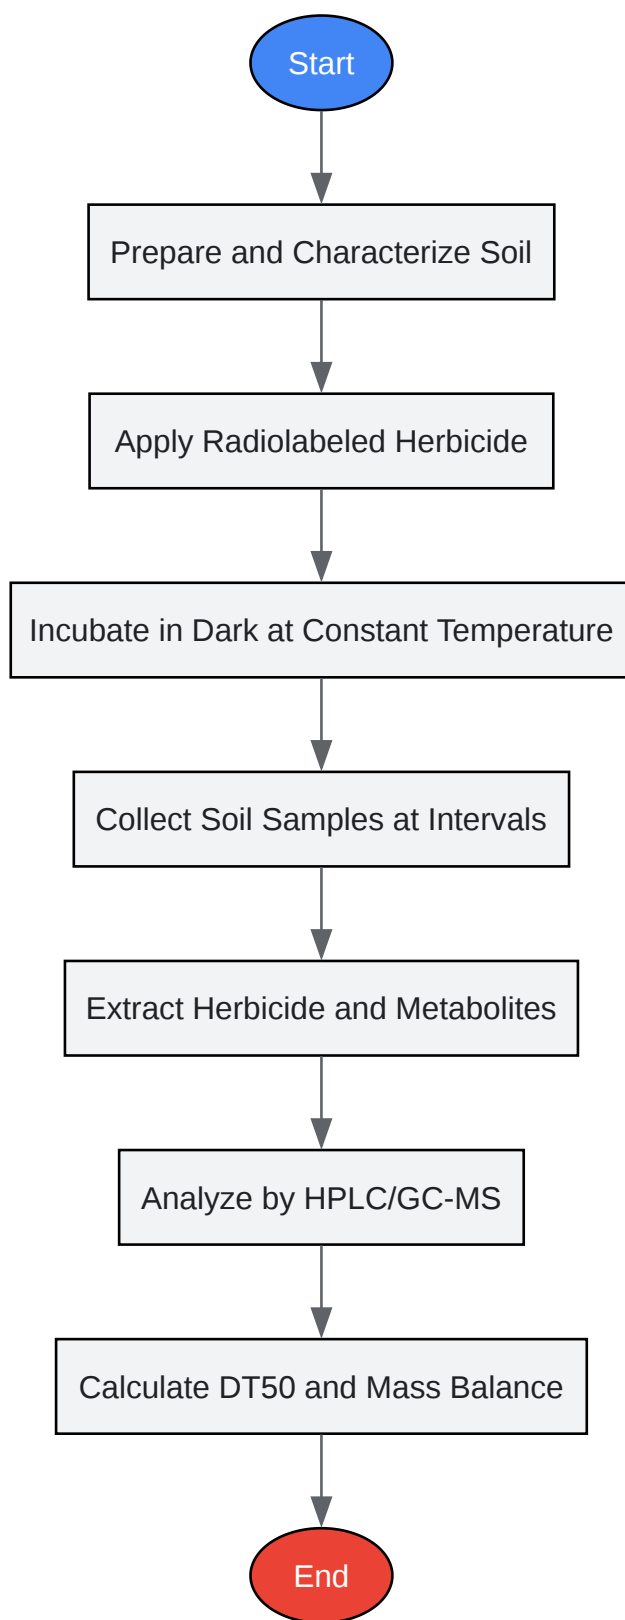 Start
Prepare and Characterize Soil
Apply Radiolabeled Herbicide
Incubate in Dark at Constant Temperature
Collect Soil Samples at Intervals
Extract Herbicide and Metabolites
Analyze by HPLC/GC-MS
Calculate DT50 and Mass Balance
End